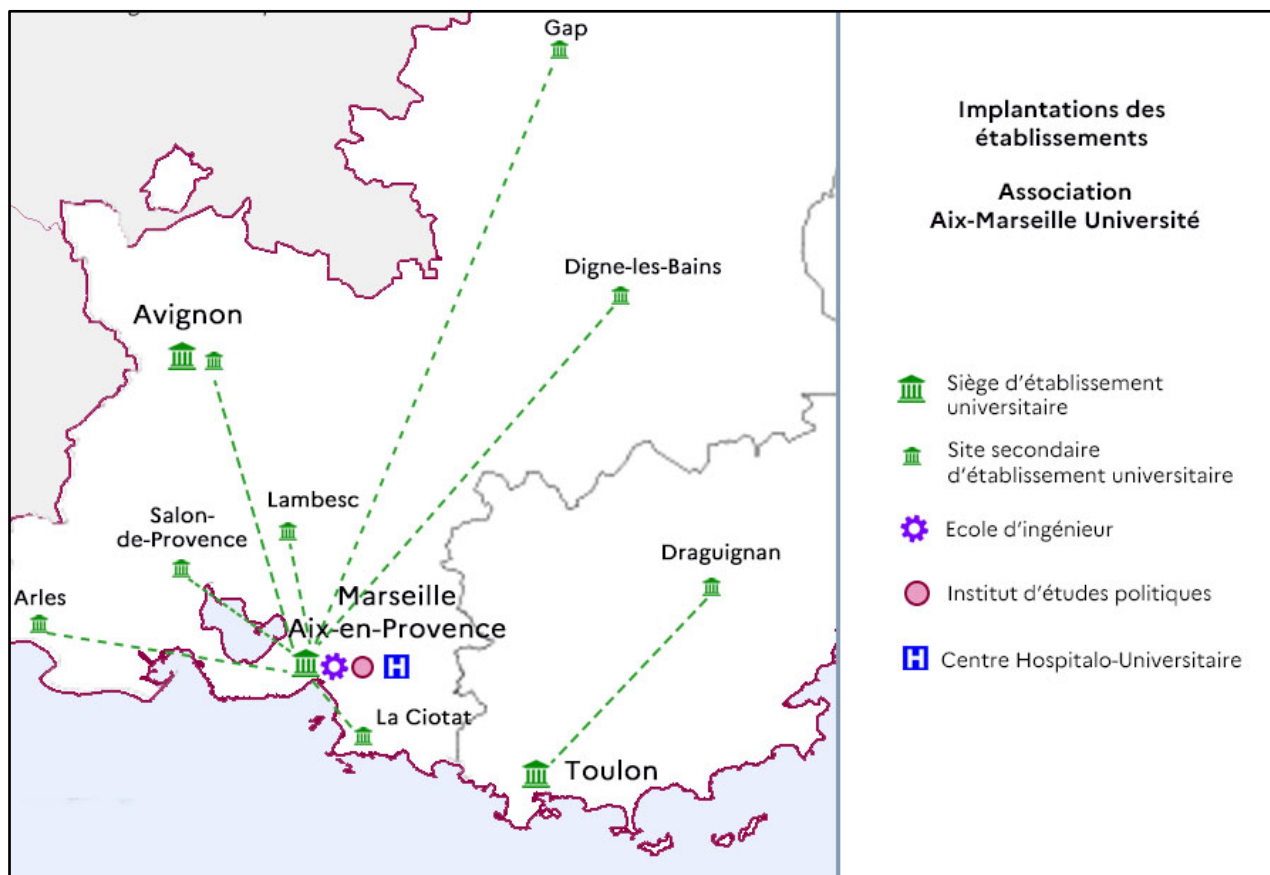 Gap
Digne-les-Bains
Avignon
Lambesc
Salon-
de-Provence
Draguignan
Arles
Marseille
Aix-en-Provence
La Ciotat
Toulon
Implantations des
établissements
Association
Aix-Marseille Université
Siège d'établissement
universitaire
Site secondaire
d'établissement universitaire
Ecole d'ingénieur
Institut d'études politiques
H
H Centre Hospitalo-Universitaire